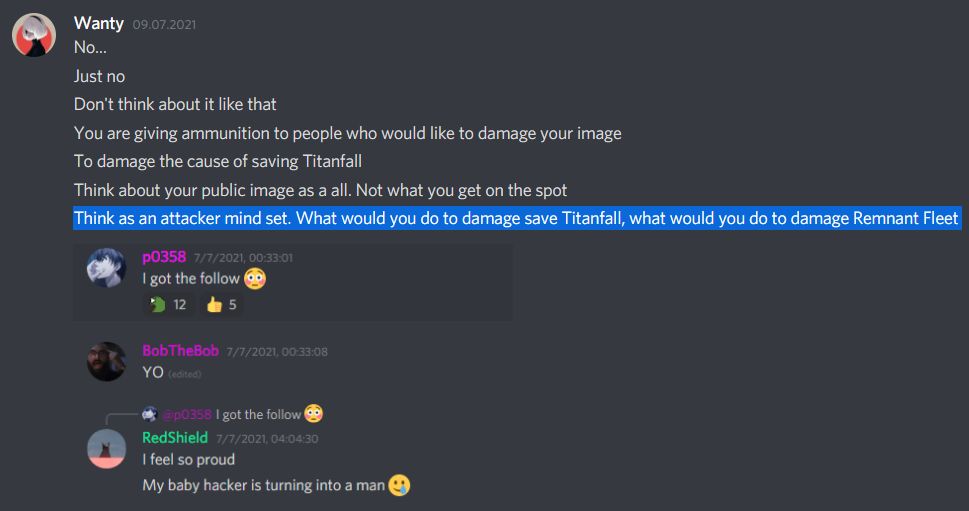 Wanty 09.07.2021
No...
Just no
Don't think about it like that
You are giving ammunition to people who would like to damage your image
To damage the cause of saving Titanfall
Think about your public image as a all. Not what you get on the spot
Think as an attacker mind set. What would you do to damage save Titanfall, what would you do to damage Remnant Fleet
p0358 7/7/2021, 00:33:01
I got the follow 😳
12 👍 5
BobTheBob 7/7/2021, 00:33:08
YO (edited)
@p0358 I got the follow 😳
RedShield 7/7/2021, 04:04:30
I feel so proud
My baby hacker is turning into a man 🥲